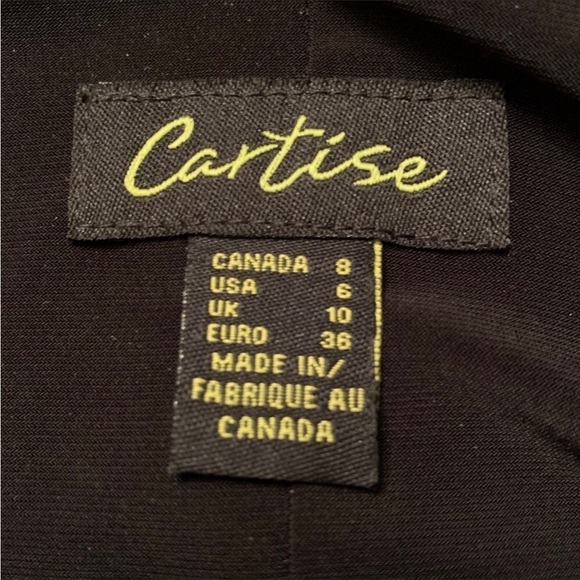 Cartise
CANADA 8
USA 6
UK 10
EURO 36
MADE IN/
FABRIQUE AU
CANADA